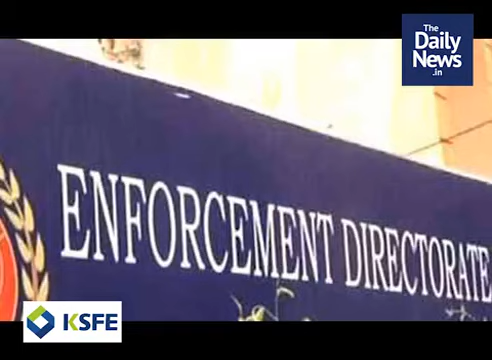 The
Daily
News
.in
ENFORCEMENT DIRECTORATE
KSFE